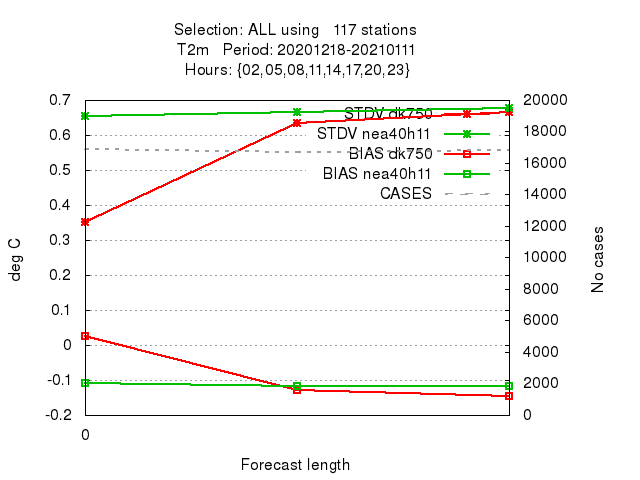 Selection: ALL using   117 stations
T2m   Period: 20201218-20210111
Hours: {02,05,08,11,14,17,20,23}
0.7
0.6
0.5
0.4
0.3
0.2
0.1
0
-0.1
-0.2
deg C
STDV dk750
STDV nea40h11
BIAS dk750
BIAS nea40h11
CASES
20000
18000
16000
14000
12000
10000
8000
6000
4000
2000
0
No cases
0
Forecast length